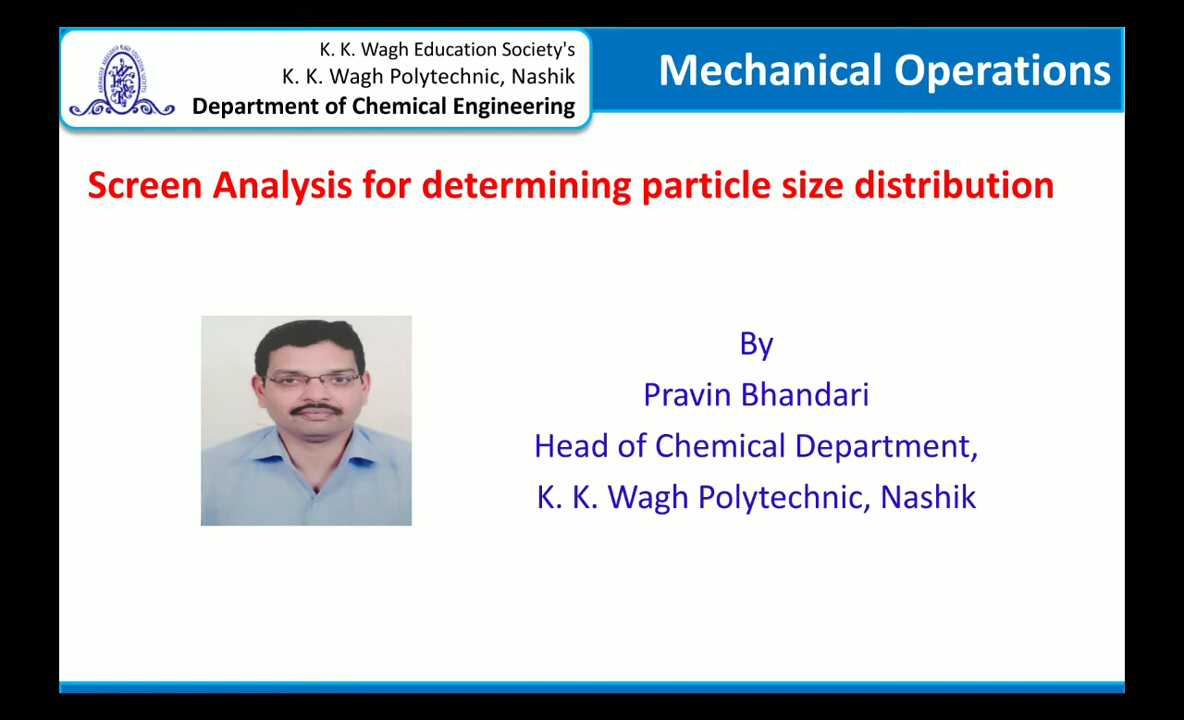 K. K. Wagh Education Society's
K. K. Wagh Polytechnic, Nashik
Department of Chemical Engineering
Mechanical Operations
Screen Analysis for determining particle size distribution
By
Pravin Bhandari
Head of Chemical Department,
K. K. Wagh Polytechnic, Nashik